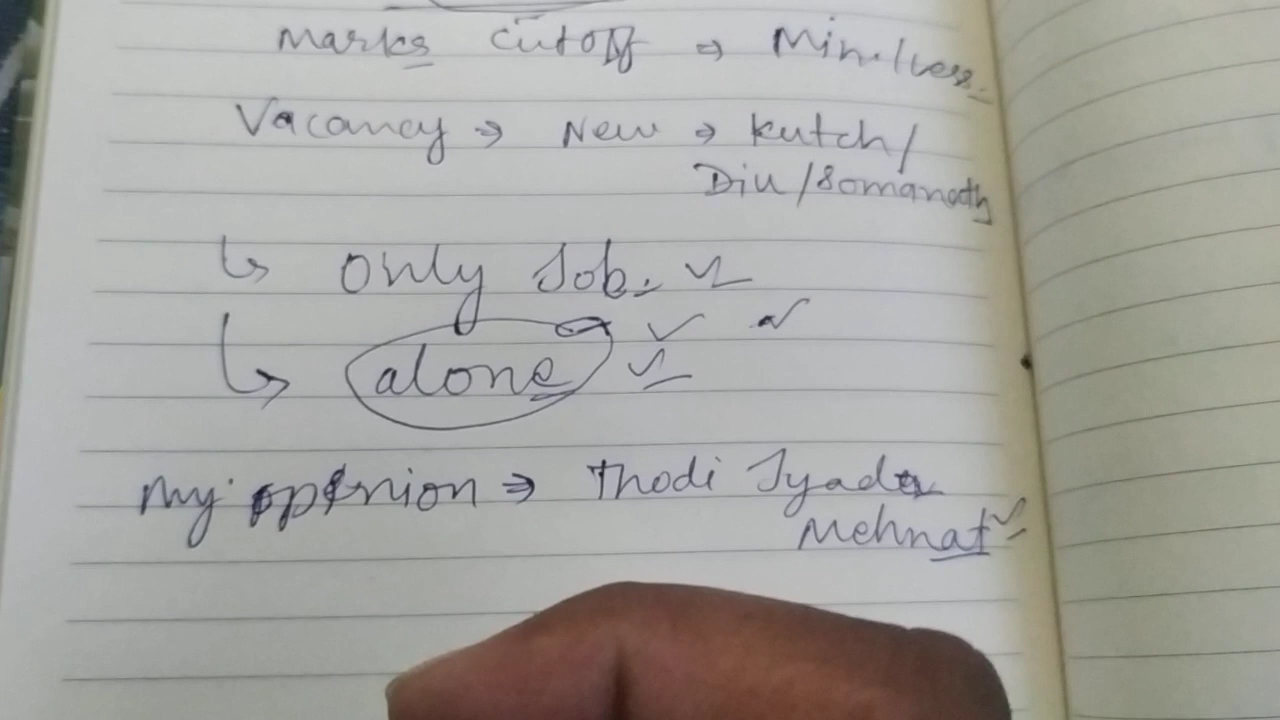 Marks cutoff → Min./less.
Vacancy → New → Kutch/
Diu/Somanath
↳ Only Job.
↳ alone
My opinion → Thodi Jyada
Mehnat